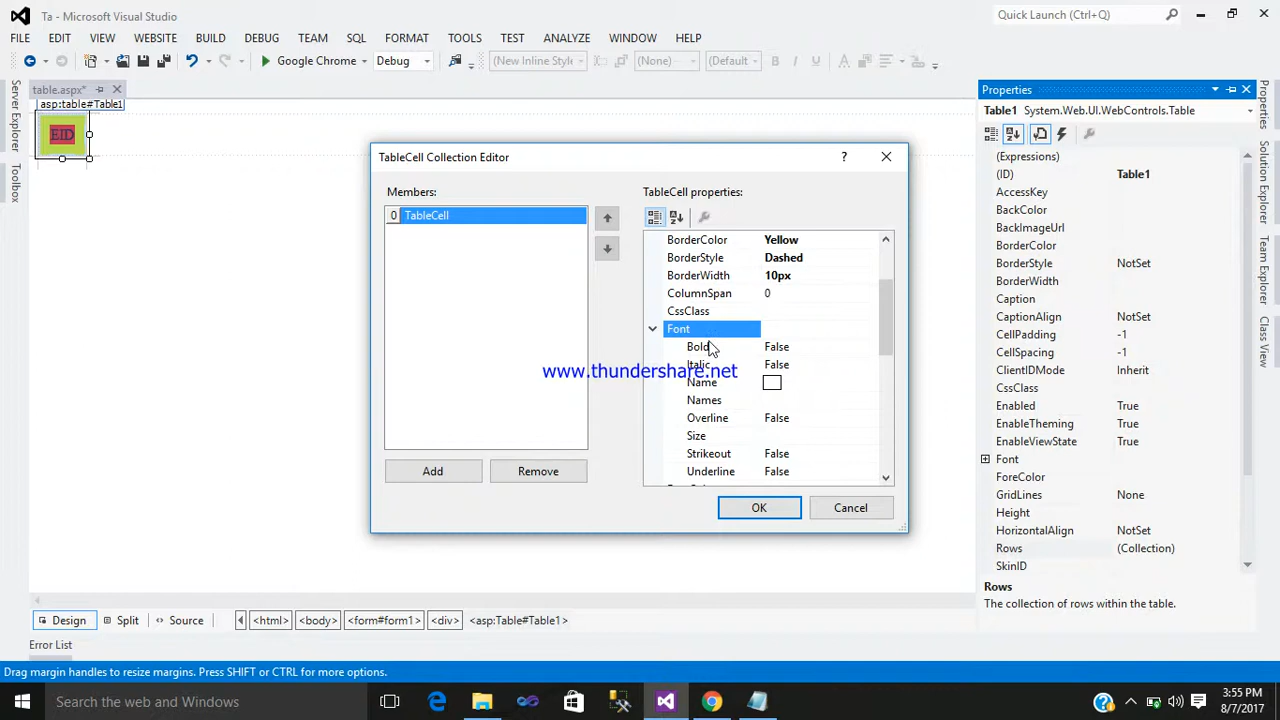 Ta - Microsoft Visual Studio
Quick Launch (Ctrl+Q)
FILE EDIT VIEW WEBSITE BUILD DEBUG TEAM SQL FORMAT TOOLS TEST ANALYZE WINDOW HELP
Google Chrome Debug (New Inline Style) (None) (Default) B I U A
table.aspx*
asp:table#Table1
EID
Server Explorer
Toolbox
TableCell Collection Editor
?
Members:
0 TableCell
Add
Remove
TableCell properties:
BorderColor Yellow
BorderStyle Dashed
BorderWidth 10px
ColumnSpan 0
CssClass
Font
Bold False
Italic False
Name
Names
Overline False
Size
Strikeout False
Underline False
OK
Cancel
www.thundershare.net
Properties
Table1 System.Web.UI.WebControls.Table
(Expressions)
(ID) Table1
AccessKey
BackColor
BackImageUrl
BorderColor
BorderStyle NotSet
BorderWidth
Caption
CaptionAlign NotSet
CellPadding -1
CellSpacing -1
ClientIDMode Inherit
CssClass
Enabled True
EnableTheming True
EnableViewState True
Font
ForeColor
GridLines None
Height
HorizontalAlign NotSet
Rows (Collection)
SkinID
Rows
The collection of rows within the table.
Properties
Solution Explorer
Team Explorer
Class View
Design Split Source <html> <body> <form#form1> <div> <asp:Table#Table1>
Error List
Drag margin handles to resize margins. Press SHIFT or CTRL for more options.
Search the web and Windows
3:55 PM
8/7/2017